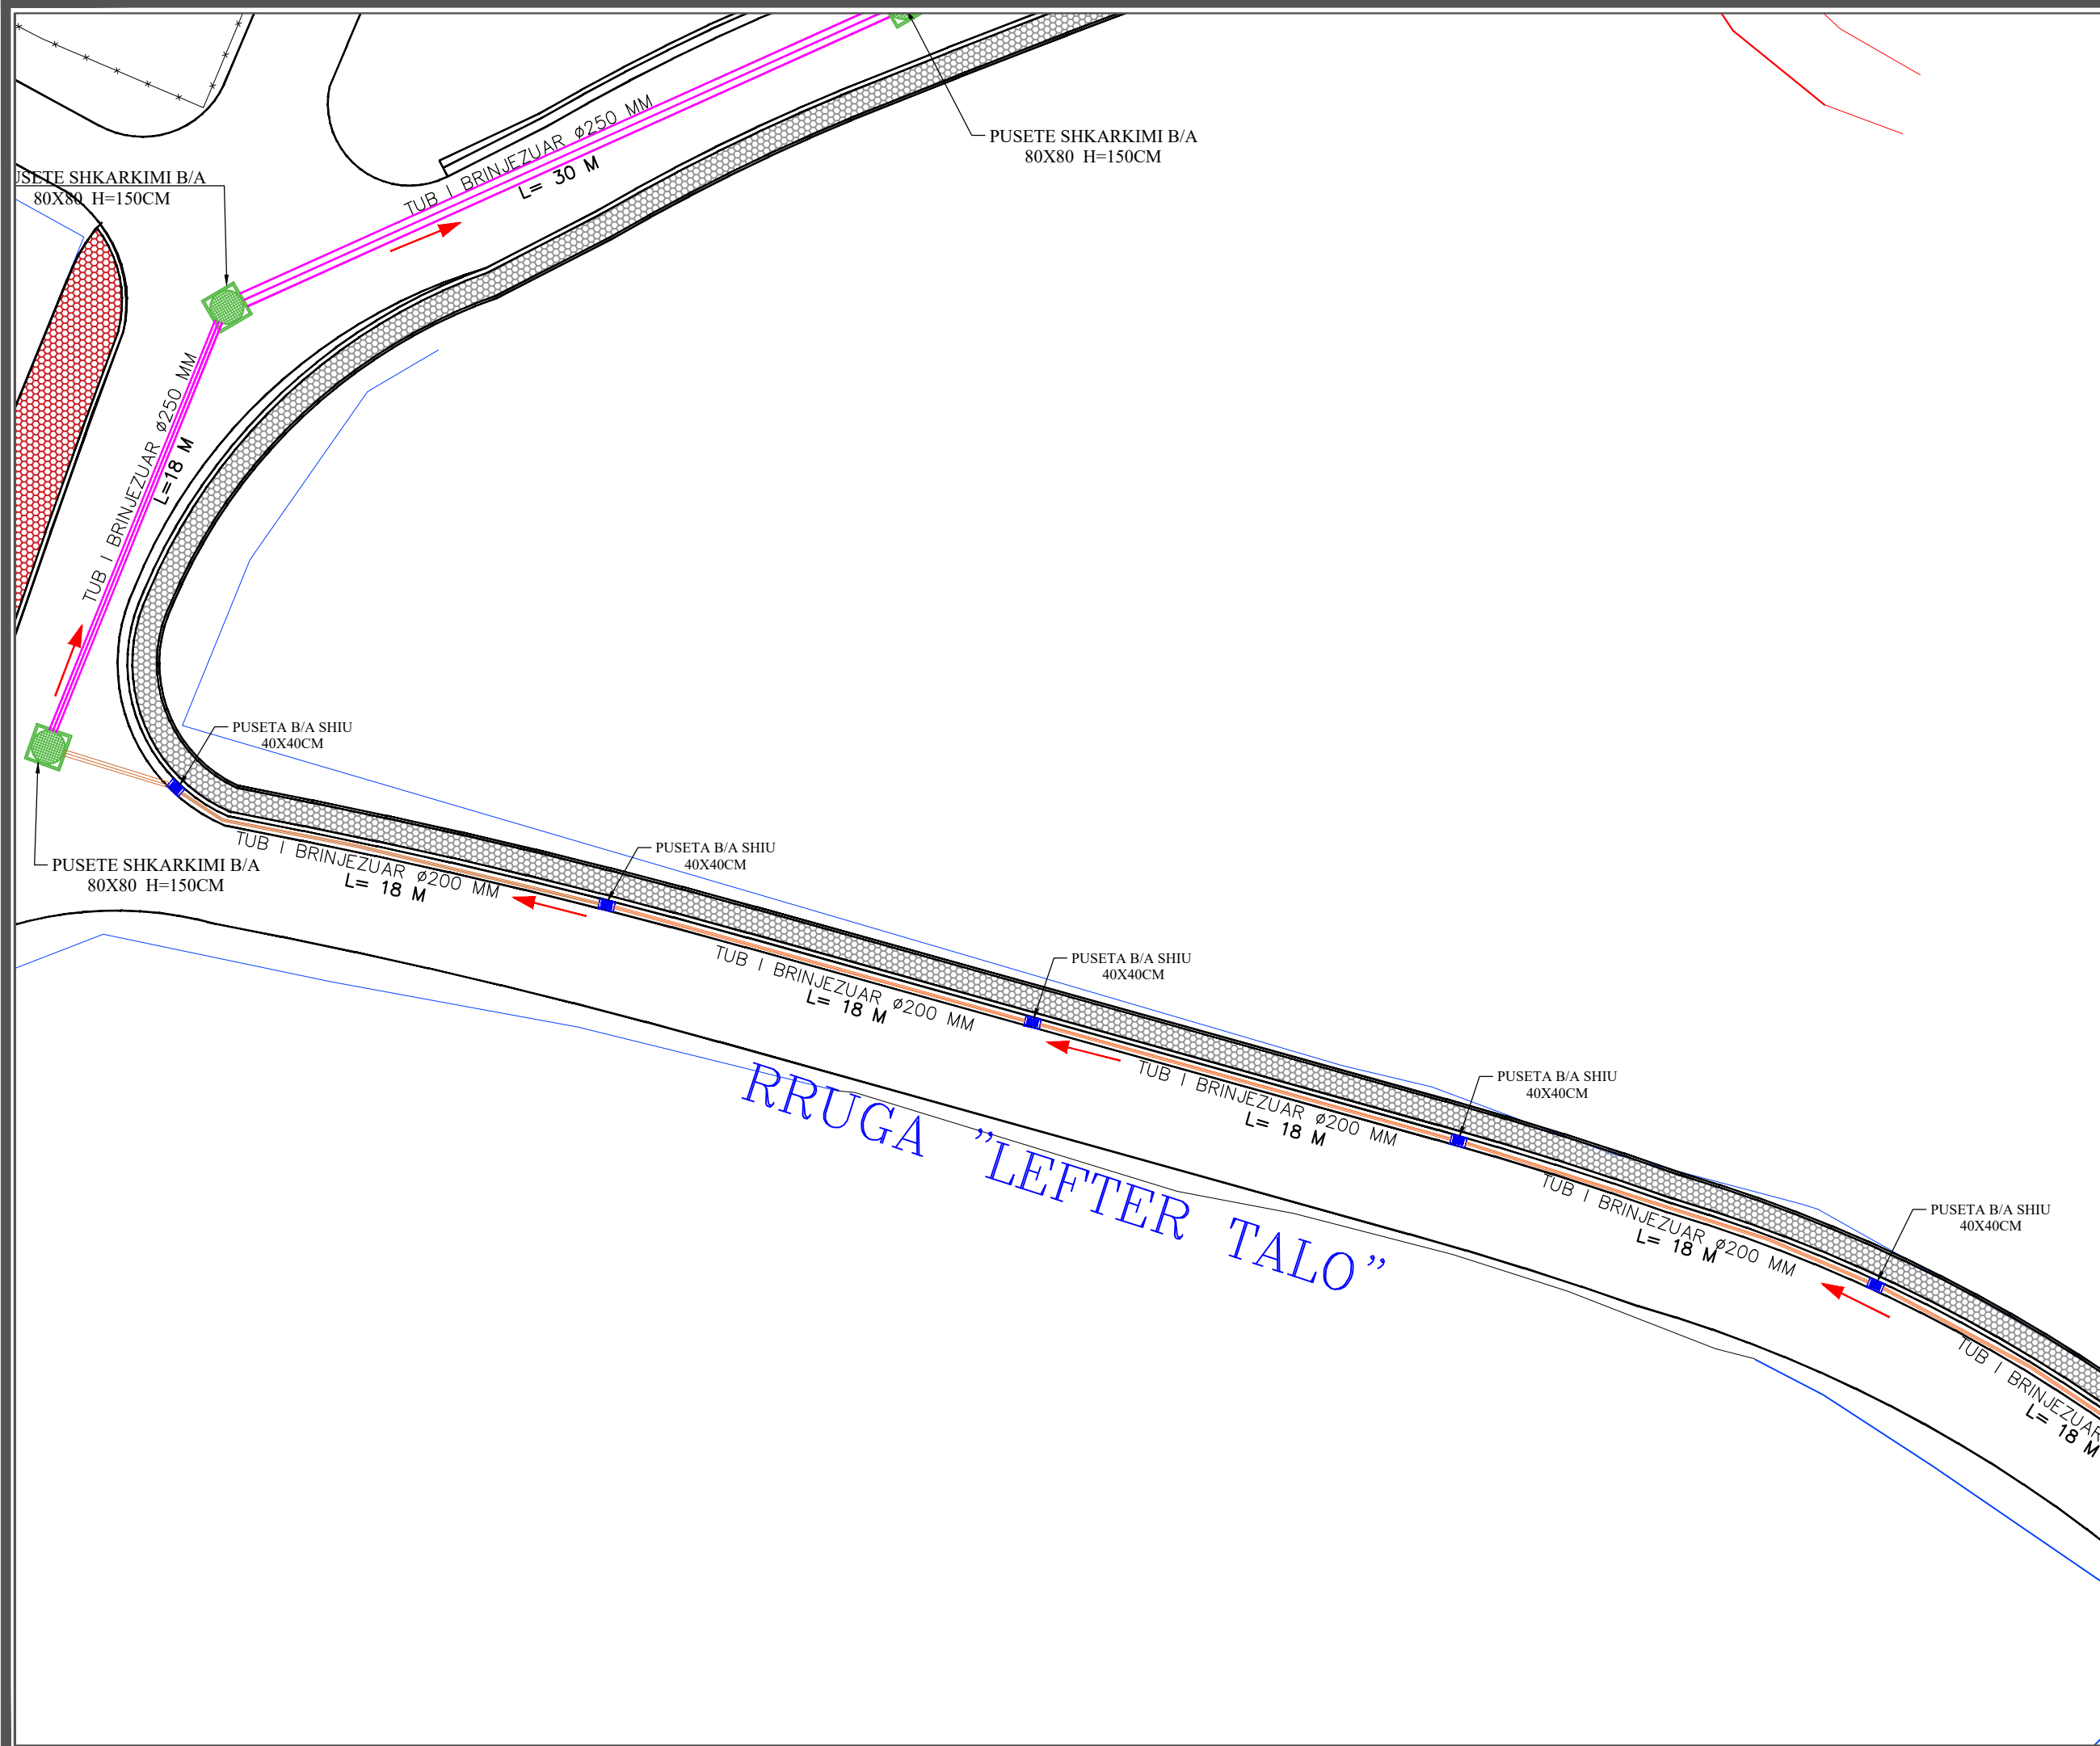 TUB I BRINJEZUAR Ø250 MM
L= 30 M
PUSETE SHKARKIMI B/A
80X80 H=150CM
USETE SHKARKIMI B/A
80X80 H=150CM
TUB I BRINJEZUAR Ø250 MM
L=18 M
PUSETA B/A SHIU
40X40CM
PUSETE SHKARKIMI B/A
80X80 H=150CM
TUB I BRINJEZUAR Ø200 MM
L= 18 M
PUSETA B/A SHIU
40X40CM
TUB I BRINJEZUAR Ø200 MM
L= 18 M
PUSETA B/A SHIU
40X40CM
TUB I BRINJEZUAR Ø200 MM
L= 18 M
PUSETA B/A SHIU
40X40CM
RRUGA "LEFTER TALO"
TUB I BRINJEZUAR Ø200 MM
L= 18 M
PUSETA B/A SHIU
40X40CM
TUB I BRINJEZUAR
L= 18 M